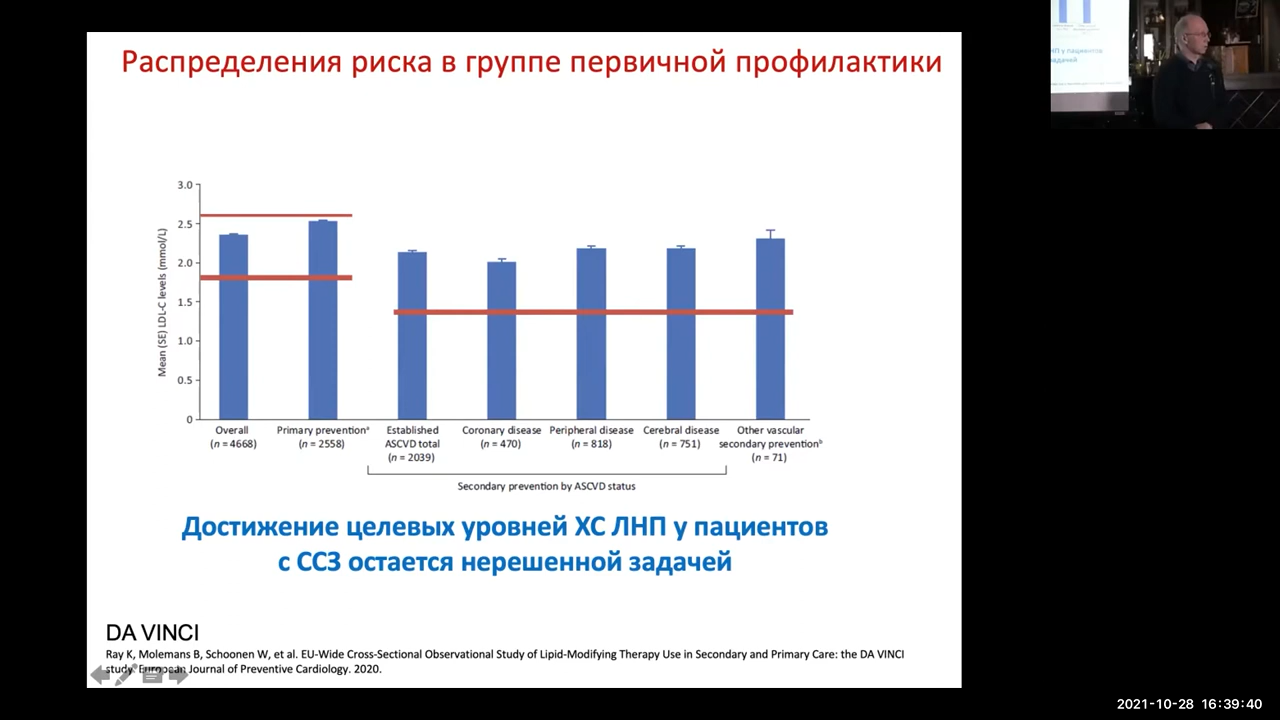 Распределения риска в группе первичной профилактики
Mean (SE) LDL-C levels (mmol/L)
3.0
2.5
2.0
1.5
1.0
0.5
0
Overall
(n = 4668)
Primary preventionᵃ
(n = 2558)
Established
ASCVD total
(n = 2039)
Coronary disease
(n = 470)
Peripheral disease
(n = 818)
Cerebral disease
(n = 751)
Other vascular
secondary preventionᵇ
(n = 71)
Secondary prevention by ASCVD status
Достижение целевых уровней ХС ЛНП у пациентов
с ССЗ остается нерешенной задачей
DA VINCI
Ray K, Molemans B, Schoonen W, et al. EU-Wide Cross-Sectional Observational Study of Lipid-Modifying Therapy Use in Secondary and Primary Care: the DA VINCI
study. European Journal of Preventive Cardiology. 2020.
НП у пациентов
задачей
2021-10-28 16:39:40